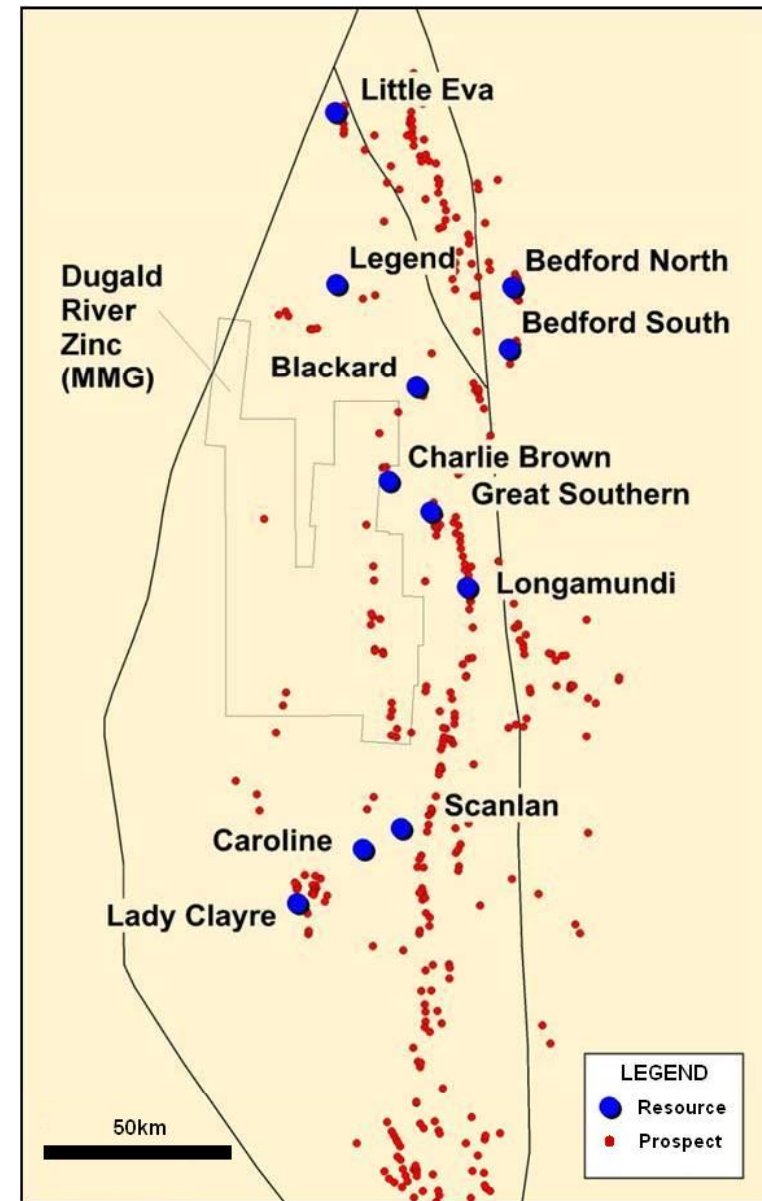 Little Eva
Legend
Bedford North
Dugald
River
Zinc
(MMG)
Bedford South
Blackard
Charlie Brown
Great Southern
Longamundi
Scanlan
Caroline
Lady Clayre
LEGEND
Resource
Prospect
50km